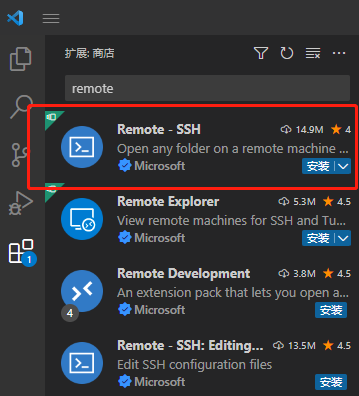 扩展: 商店
remote
Remote - SSH 14.9M ★ 4
Open any folder on a remote machine ...
Microsoft 安装
Remote Explorer 5.3M ★ 4.5
View remote machines for SSH and Tu...
Microsoft 安装
Remote Development 3.8M ★ 4.5
An extension pack that lets you open a...
4 Microsoft 安装
1
Remote - SSH: Editing... 13.5M ★ 4.5
Edit SSH configuration files
Microsoft 安装